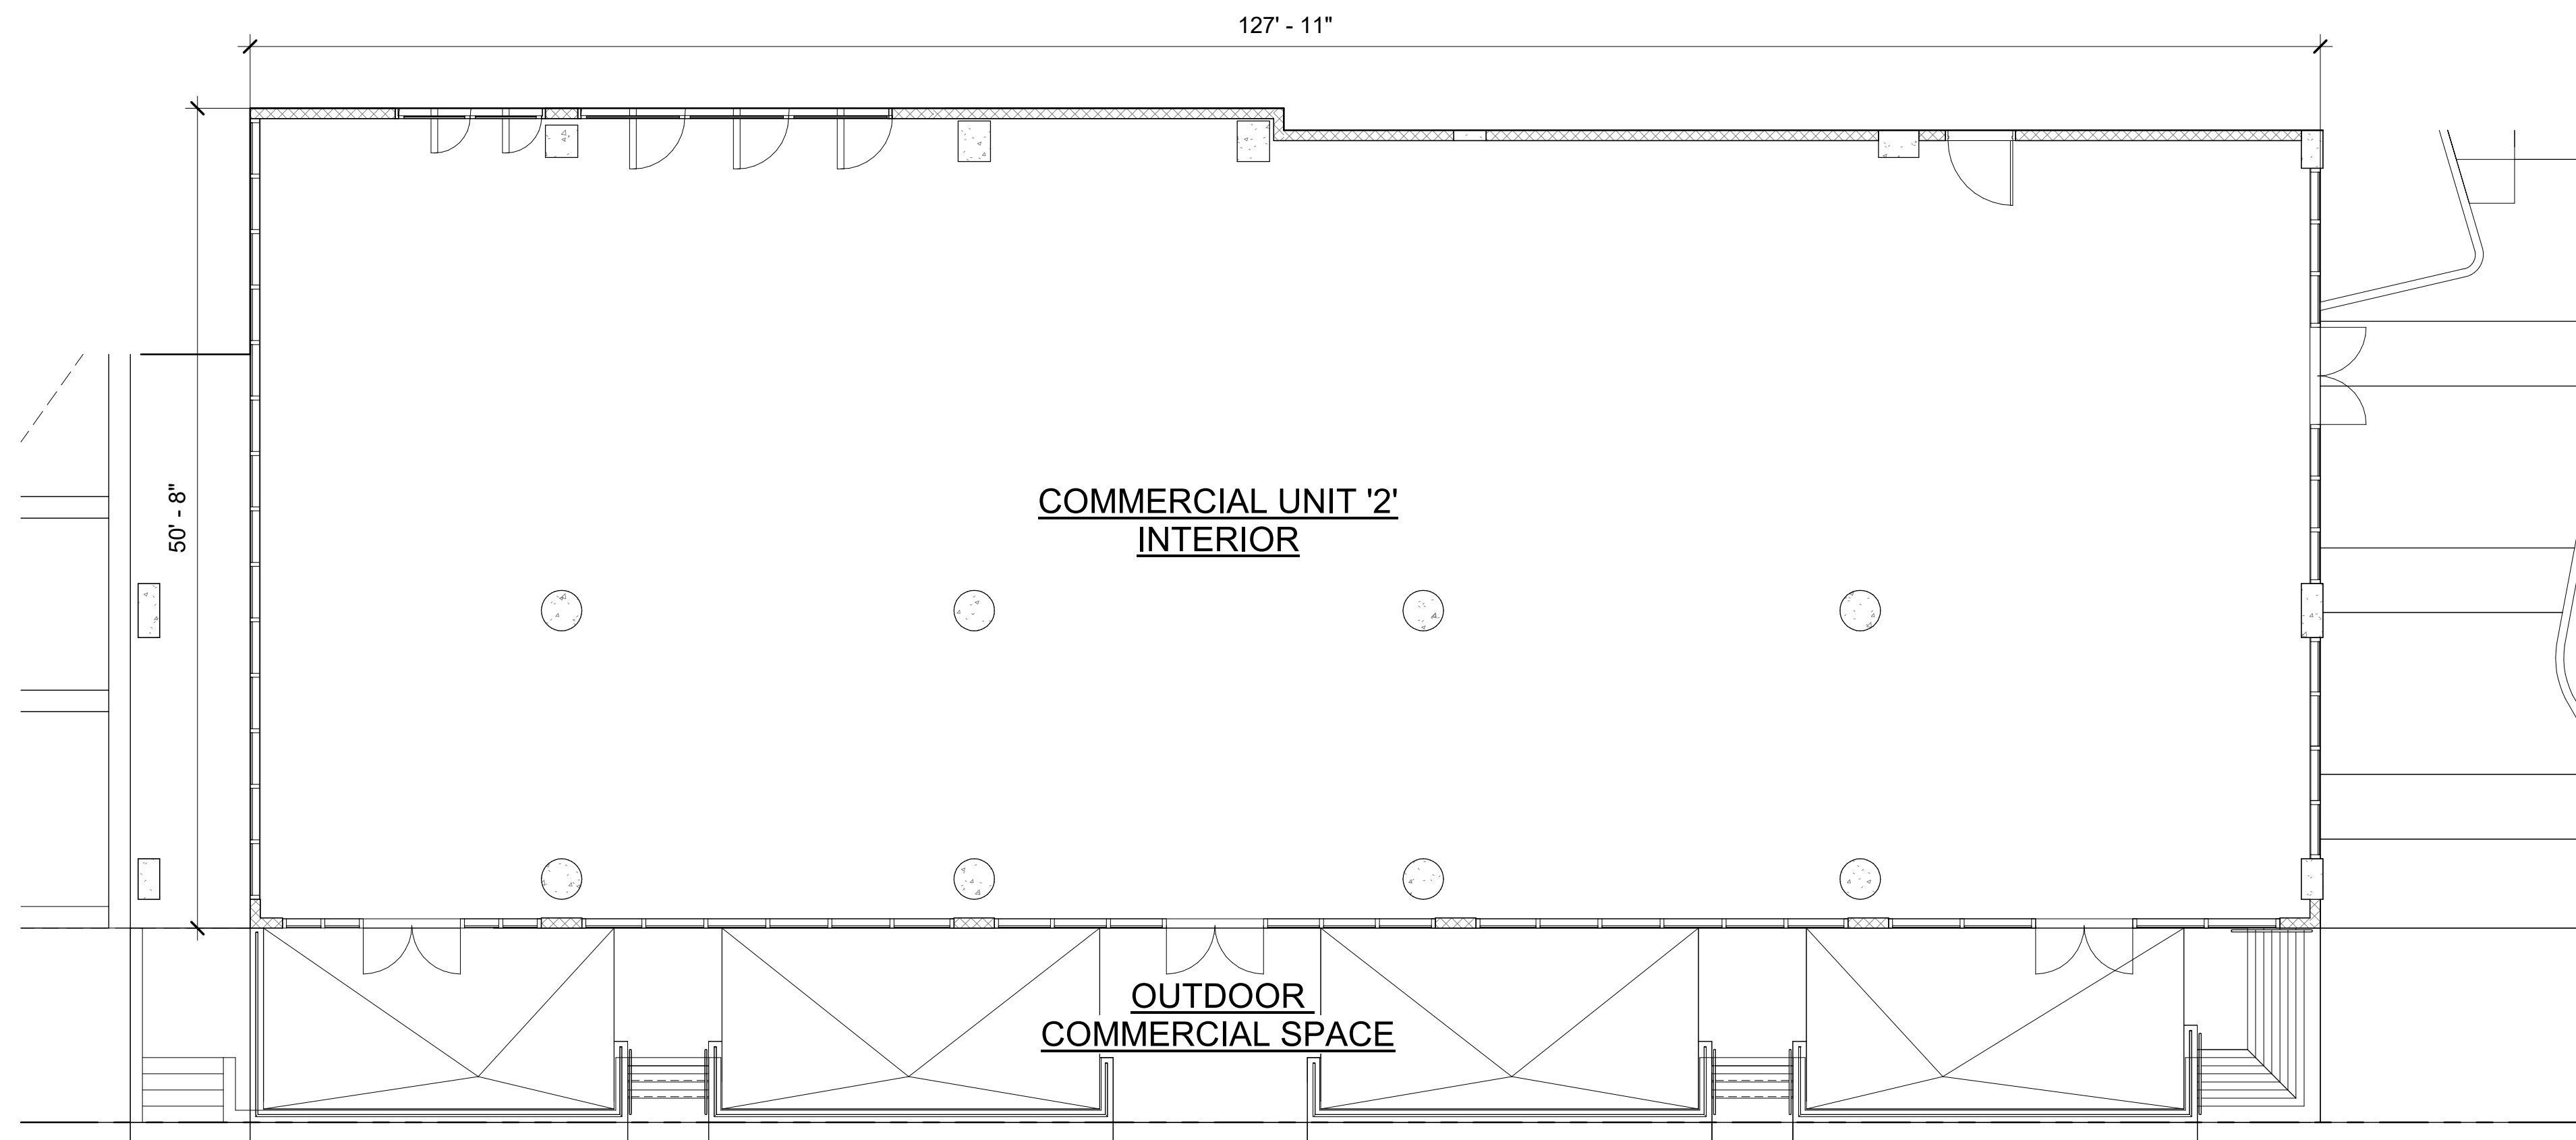 127' - 11"
50' - 8"
COMMERCIAL UNIT '2'
INTERIOR
OUTDOOR
COMMERCIAL SPACE